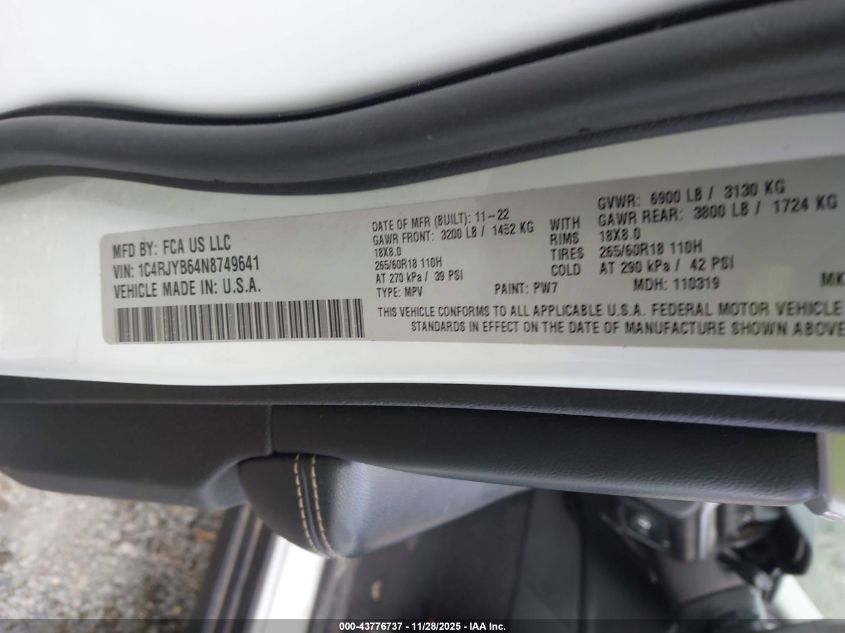 MFD BY: FCA US LLC
VIN: 1C4RJYB64N8749641
VEHICLE MADE IN: U.S.A.
DATE OF MFR (BUILT): 11-22
GAWR FRONT: 3200 LB / 1452 KG
18X8.0
265/60R18 110H
AT 270 kPa / 39 PSI
TYPE: MPV
PAINT: PW7
WITH
RIMS
TIRES
COLD
GVWR: 6900 LB / 3130 KG
GAWR REAR: 3800 LB / 1724 KG
18X8.0
265/60R18 110H
AT 290 kPa / 42 PSI
MDH: 110319
MK
THIS VEHICLE CONFORMS TO ALL APPLICABLE U.S.A. FEDERAL MOTOR VEHICLE
STANDARDS IN EFFECT ON THE DATE OF MANUFACTURE SHOWN ABOVE
000-43776737 - 11/28/2025 - IAA Inc.